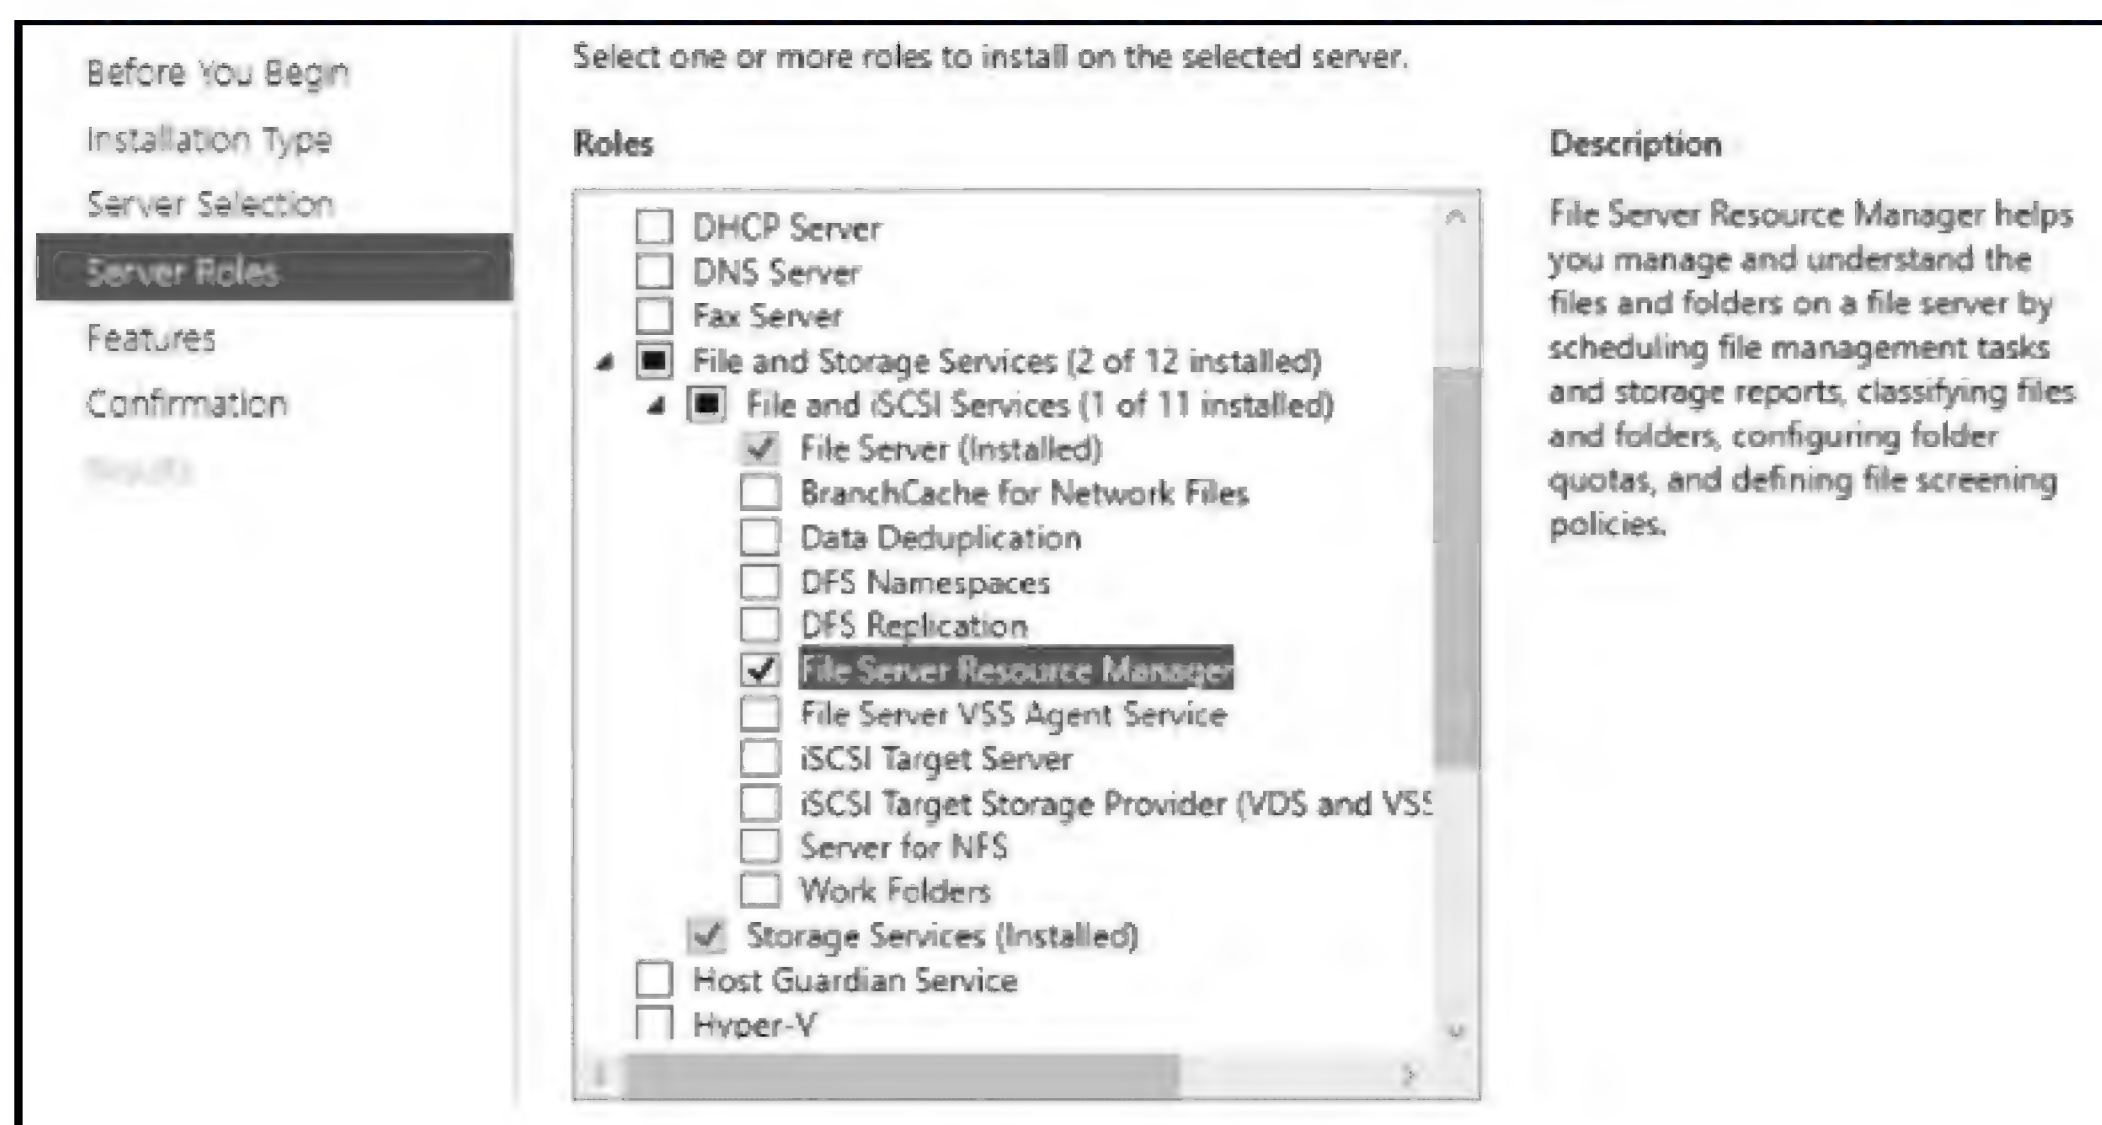 Before You Begin
Installation Type
Server Selection
Server Roles
Features
Confirmation
Results
Select one or more roles to install on the selected server.
Roles
DHCP Server
DNS Server
Fax Server
File and Storage Services (2 of 12 installed)
File and iSCSI Services (1 of 11 installed)
File Server (Installed)
BranchCache for Network Files
Data Deduplication
DFS Namespaces
DFS Replication
File Server Resource Manager
File Server VSS Agent Service
iSCSI Target Server
iSCSI Target Storage Provider (VDS and VSS
Server for NFS
Work Folders
Storage Services (Installed)
Host Guardian Service
Hyper-V
Description
File Server Resource Manager helps
you manage and understand the
files and folders on a file server by
scheduling file management tasks
and storage reports, classifying files
and folders, configuring folder
quotas, and defining file screening
policies.